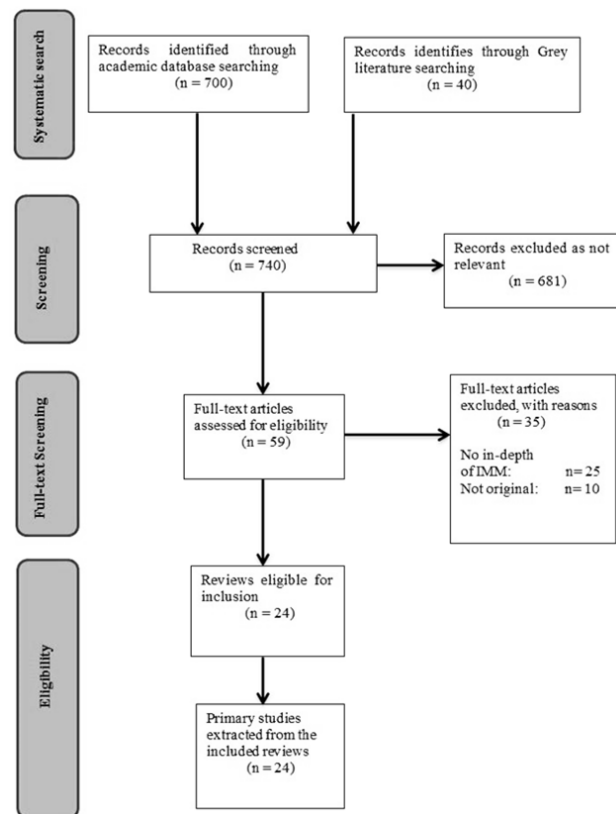 Systematic search
Records identified through
academic database searching
(n = 700)
Records identifies through Grey
literature searching
(n = 40)
Screening
Records screened
(n = 740)
Records excluded as not
relevant
(n = 681)
Full-text Screening
Full-text articles
assessed for eligibility
(n = 59)
Full-text articles
excluded, with reasons
(n = 35)
No in-depth
of IMM: n= 25
Not original: n= 10
Eligibility
Reviews eligible for
inclusion
(n = 24)
Primary studies
extracted from the
included reviews
(n = 24)